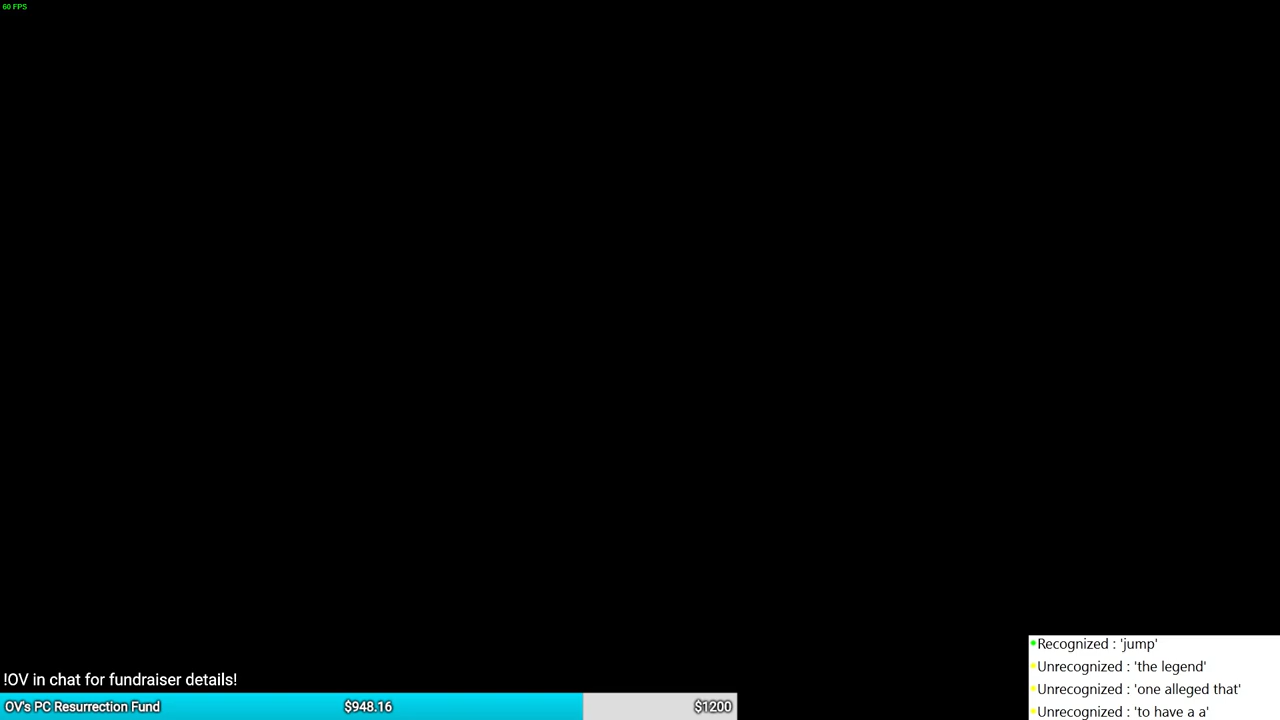 60 FPS
Recognized : 'jump'
Unrecognized : 'the legend'
!OV in chat for fundraiser details!
Unrecognized : 'one alleged that'
OV's PC Resurrection Fund $948.16 $1200
Unrecognized : 'to have a a'